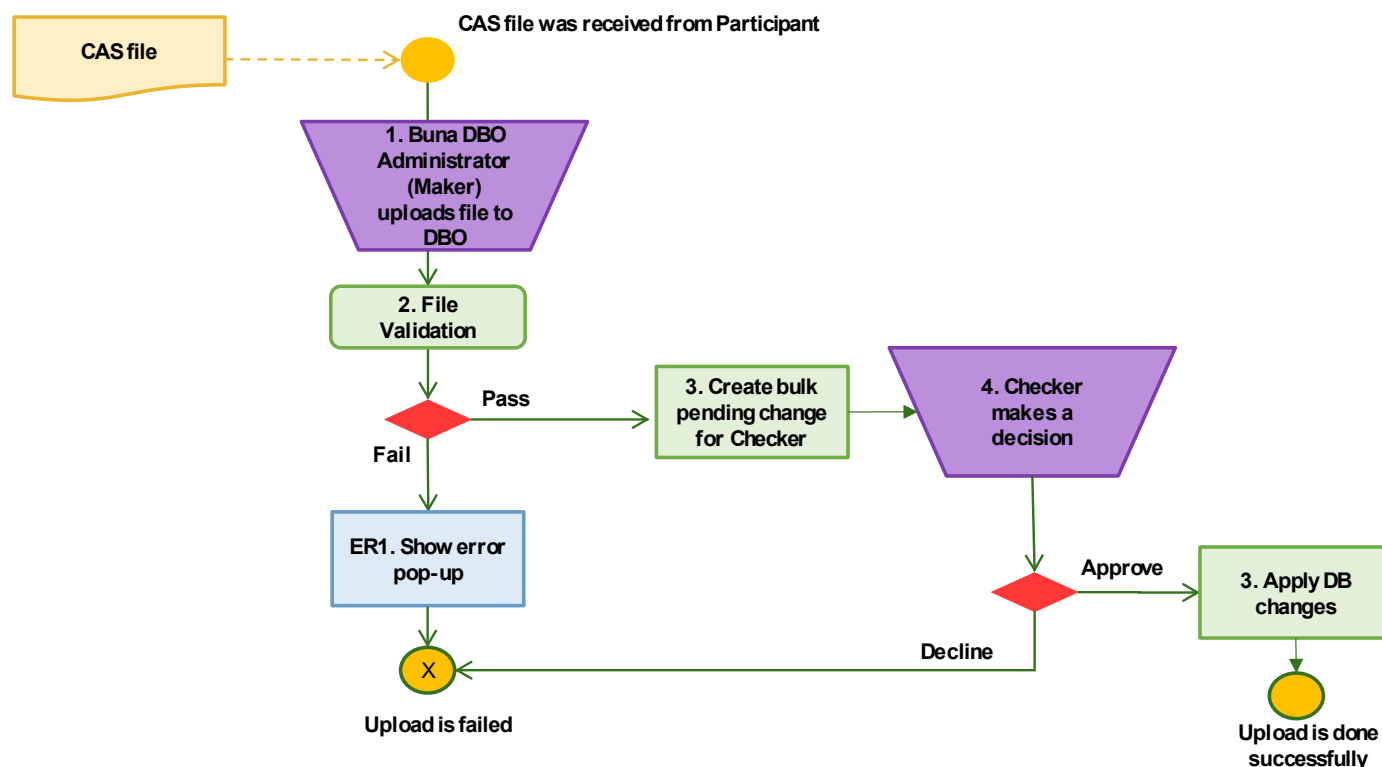 CAS file was received from Participant
CAS file
1. Buna DBO
Administrator
(Maker)
uploads file to
DBO
2. File
Validation
Pass
Fail
3. Create bulk
pending change
for Checker
4. Checker
makes a
decision
ER1. Show error
pop-up
Approve
Decline
3. Apply DB
changes
X
Upload is failed
Upload is done
successfully